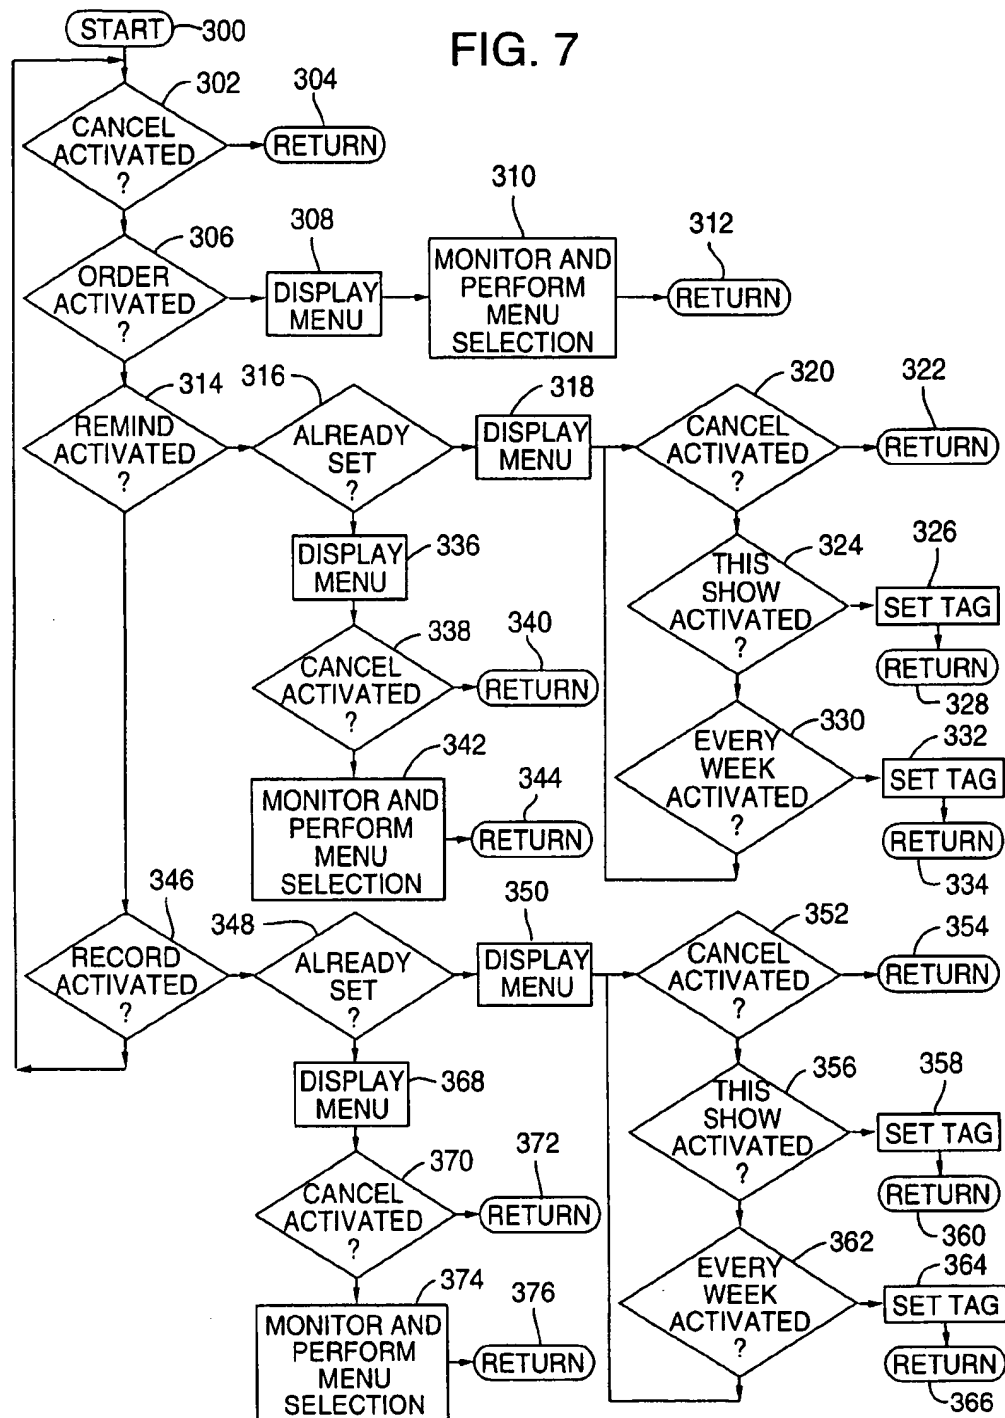 FIG. 7
START
300
302
CANCEL
ACTIVATED
?
304
RETURN
306
ORDER
ACTIVATED
?
308
DISPLAY
MENU
310
MONITOR AND
PERFORM
MENU
SELECTION
312
RETURN
314
REMIND
ACTIVATED
?
316
ALREADY
SET
?
318
DISPLAY
MENU
320
CANCEL
ACTIVATED
?
322
RETURN
324
THIS
SHOW
ACTIVATED
?
326
SET TAG
RETURN
328
330
EVERY
WEEK
ACTIVATED
?
332
SET TAG
RETURN
334
DISPLAY
MENU
336
338
CANCEL
ACTIVATED
?
340
RETURN
342
MONITOR AND
PERFORM
MENU
SELECTION
344
RETURN
346
RECORD
ACTIVATED
?
348
ALREADY
SET
?
350
DISPLAY
MENU
352
CANCEL
ACTIVATED
?
354
RETURN
356
THIS
SHOW
ACTIVATED
?
358
SET TAG
RETURN
360
362
EVERY
WEEK
ACTIVATED
?
364
SET TAG
RETURN
366
DISPLAY
MENU
368
370
CANCEL
ACTIVATED
?
372
RETURN
374
MONITOR AND
PERFORM
MENU
SELECTION
376
RETURN